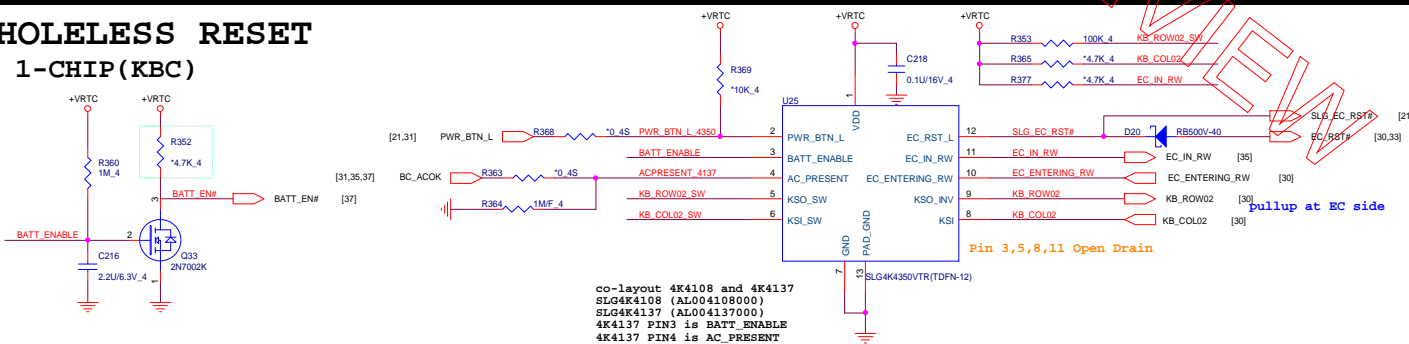 HOLELESS RESET
1-CHIP(KBC)
+VRTC
+VRTC
R352
*4.7K_4
R360
1M_4
BATT_EN#
BATT_EN#
[37]
3
BATT_ENABLE
2
Q33
2N7002K
1
C216
2.2U/6.3V_4
+VRTC
+VRTC
+VRTC
R369
*10K_4
C218
0.1U/16V_4
R353
100K_4
KB_ROW02_SW
R365
*4.7K_4
KB_COL02
R377
*4.7K_4
EC_IN_RW
U25
1
VDD
[21,31]
PWR_BTN_L
R368
*0_4S
PWR_BTN_L_4350
2
PWR_BTN_L
BATT_ENABLE
3
BATT_ENABLE
[31,35,37]
BC_ACOK
R363
*0_4S
ACPRESENT_4137
4
AC_PRESENT
R364
1M/F_4
KB_ROW02_SW
5
KSO_SW
KB_COL02_SW
6
KSI_SW
EC_RST_L
12
SLG_EC_RST#
D20
RB500V-40
SLG_EC_RST#
[21
EC_RST#
[30,33]
EC_IN_RW
11
EC_IN_RW
EC_IN_RW
[35]
EC_ENTERING_RW
10
EC_ENTERING_RW
EC_ENTERING_RW
[30]
KSO_INV
9
KB_ROW02
KB_ROW02
[30]
KSI
8
KB_COL02
KB_COL02
[30]
pullup at EC side
GND
PAD_GND
7
13
SLG4K4350VTR(TDFN-12)
Pin 3,5,8,11 Open Drain
co-layout 4K4108 and 4K4137
SLG4K4108 (AL004108000)
SLG4K4137 (AL004137000)
4K4137 PIN3 is BATT_ENABLE
4K4137 PIN4 is AC_PRESENT